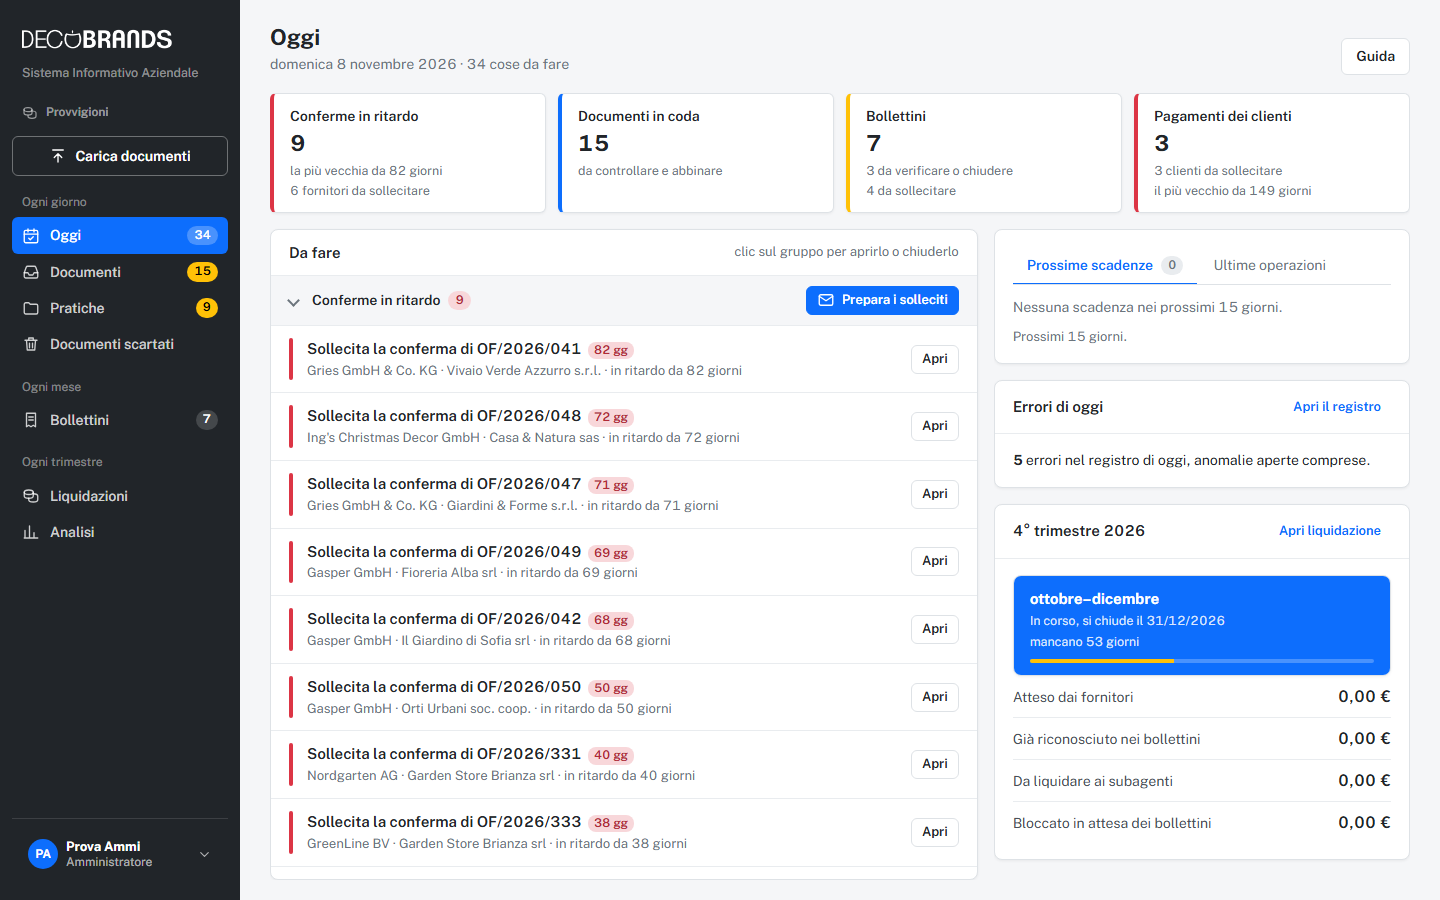 DECOBRANDS
Sistema Informativo Aziendale
Provvigioni
Carica documenti
Ogni giorno
Oggi 34
Documenti 15
Pratiche 9
Documenti scartati
Ogni mese
Bollettini 7
Ogni trimestre
Liquidazioni
Analisi
PA
Prova Ammi
Amministratore
Oggi
domenica 8 novembre 2026 · 34 cose da fare
Guida
Conferme in ritardo
9
la più vecchia da 82 giorni
6 fornitori da sollecitare
Documenti in coda
15
da controllare e abbinare
Bollettini
7
3 da verificare o chiudere
4 da sollecitare
Pagamenti dei clienti
3
3 clienti da sollecitare
il più vecchio da 149 giorni
Da fare
clic sul gruppo per aprirlo o chiuderlo
Conferme in ritardo 9
Prepara i solleciti
Sollecita la conferma di OF/2026/041 82 gg
Gries GmbH & Co. KG · Vivaio Verde Azzurro s.r.l. · in ritardo da 82 giorni
Apri
Sollecita la conferma di OF/2026/048 72 gg
Ing's Christmas Decor GmbH · Casa & Natura sas · in ritardo da 72 giorni
Apri
Sollecita la conferma di OF/2026/047 71 gg
Gries GmbH & Co. KG · Giardini & Forme s.r.l. · in ritardo da 71 giorni
Apri
Sollecita la conferma di OF/2026/049 69 gg
Gasper GmbH · Fioreria Alba srl · in ritardo da 69 giorni
Apri
Sollecita la conferma di OF/2026/042 68 gg
Gasper GmbH · Il Giardino di Sofia srl · in ritardo da 68 giorni
Apri
Sollecita la conferma di OF/2026/050 50 gg
Gasper GmbH · Orti Urbani soc. coop. · in ritardo da 50 giorni
Apri
Sollecita la conferma di OF/2026/331 40 gg
Nordgarten AG · Garden Store Brianza srl · in ritardo da 40 giorni
Apri
Sollecita la conferma di OF/2026/333 38 gg
GreenLine BV · Garden Store Brianza srl · in ritardo da 38 giorni
Apri
Prossime scadenze 0
Ultime operazioni
Nessuna scadenza nei prossimi 15 giorni.
Prossimi 15 giorni.
Errori di oggi
Apri il registro
5 errori nel registro di oggi, anomalie aperte comprese.
4° trimestre 2026
Apri liquidazione
ottobre–dicembre
In corso, si chiude il 31/12/2026
mancano 53 giorni
Atteso dai fornitori 0,00 €
Già riconosciuto nei bollettini 0,00 €
Da liquidare ai subagenti 0,00 €
Bloccato in attesa dei bollettini 0,00 €